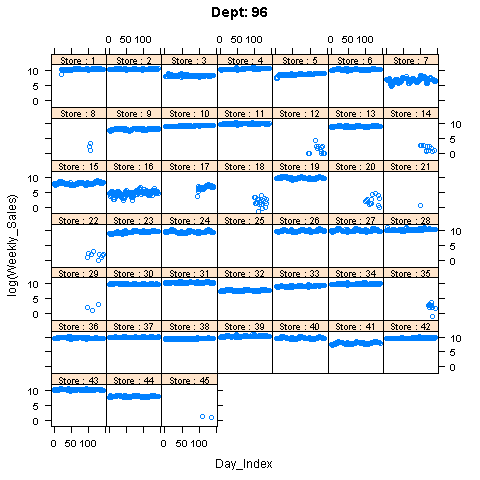 Dept: 96
0 50 100 0 50 100 0 50 100
Store : 1 Store : 2 Store : 3 Store : 4 Store : 5 Store : 6 Store : 7
10
5
0
Store : 8 Store : 9 Store : 10 Store : 11 Store : 12 Store : 13 Store : 14
10
5
0
Store : 15 Store : 16 Store : 17 Store : 18 Store : 19 Store : 20 Store : 21
10
5
0
Store : 22 Store : 23 Store : 24 Store : 25 Store : 26 Store : 27 Store : 28
10
5
0
Store : 29 Store : 30 Store : 31 Store : 32 Store : 33 Store : 34 Store : 35
10
5
0
Store : 36 Store : 37 Store : 38 Store : 39 Store : 40 Store : 41 Store : 42
10
5
0
Store : 43 Store : 44 Store : 45
10
5
0
0 50 100 0 50 100
log(Weekly_Sales)
Day_Index